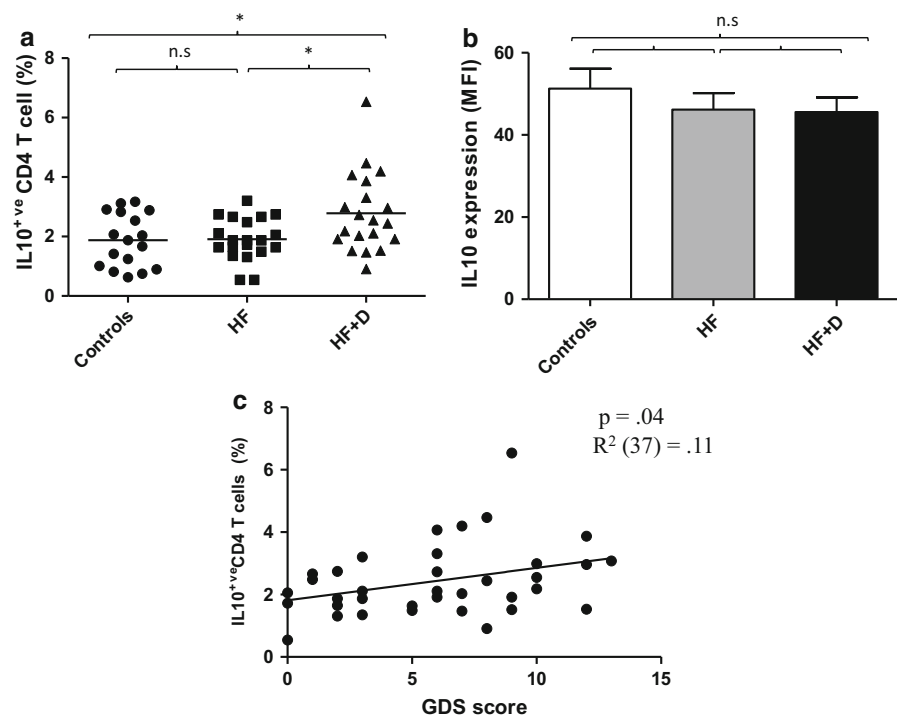 a
*
n.s
*
IL10⁺ᵛᵉ CD4 T cell (%)
8
6
4
2
0
Controls
HF
HF+D
b
n.s
IL10 expression (MFI)
60
40
20
0
Controls
HF
HF+D
c
p = .04
R² (37) = .11
IL10⁺ᵛᵉCD4 T cells (%)
8
6
4
2
0
0 5 10 15
GDS score